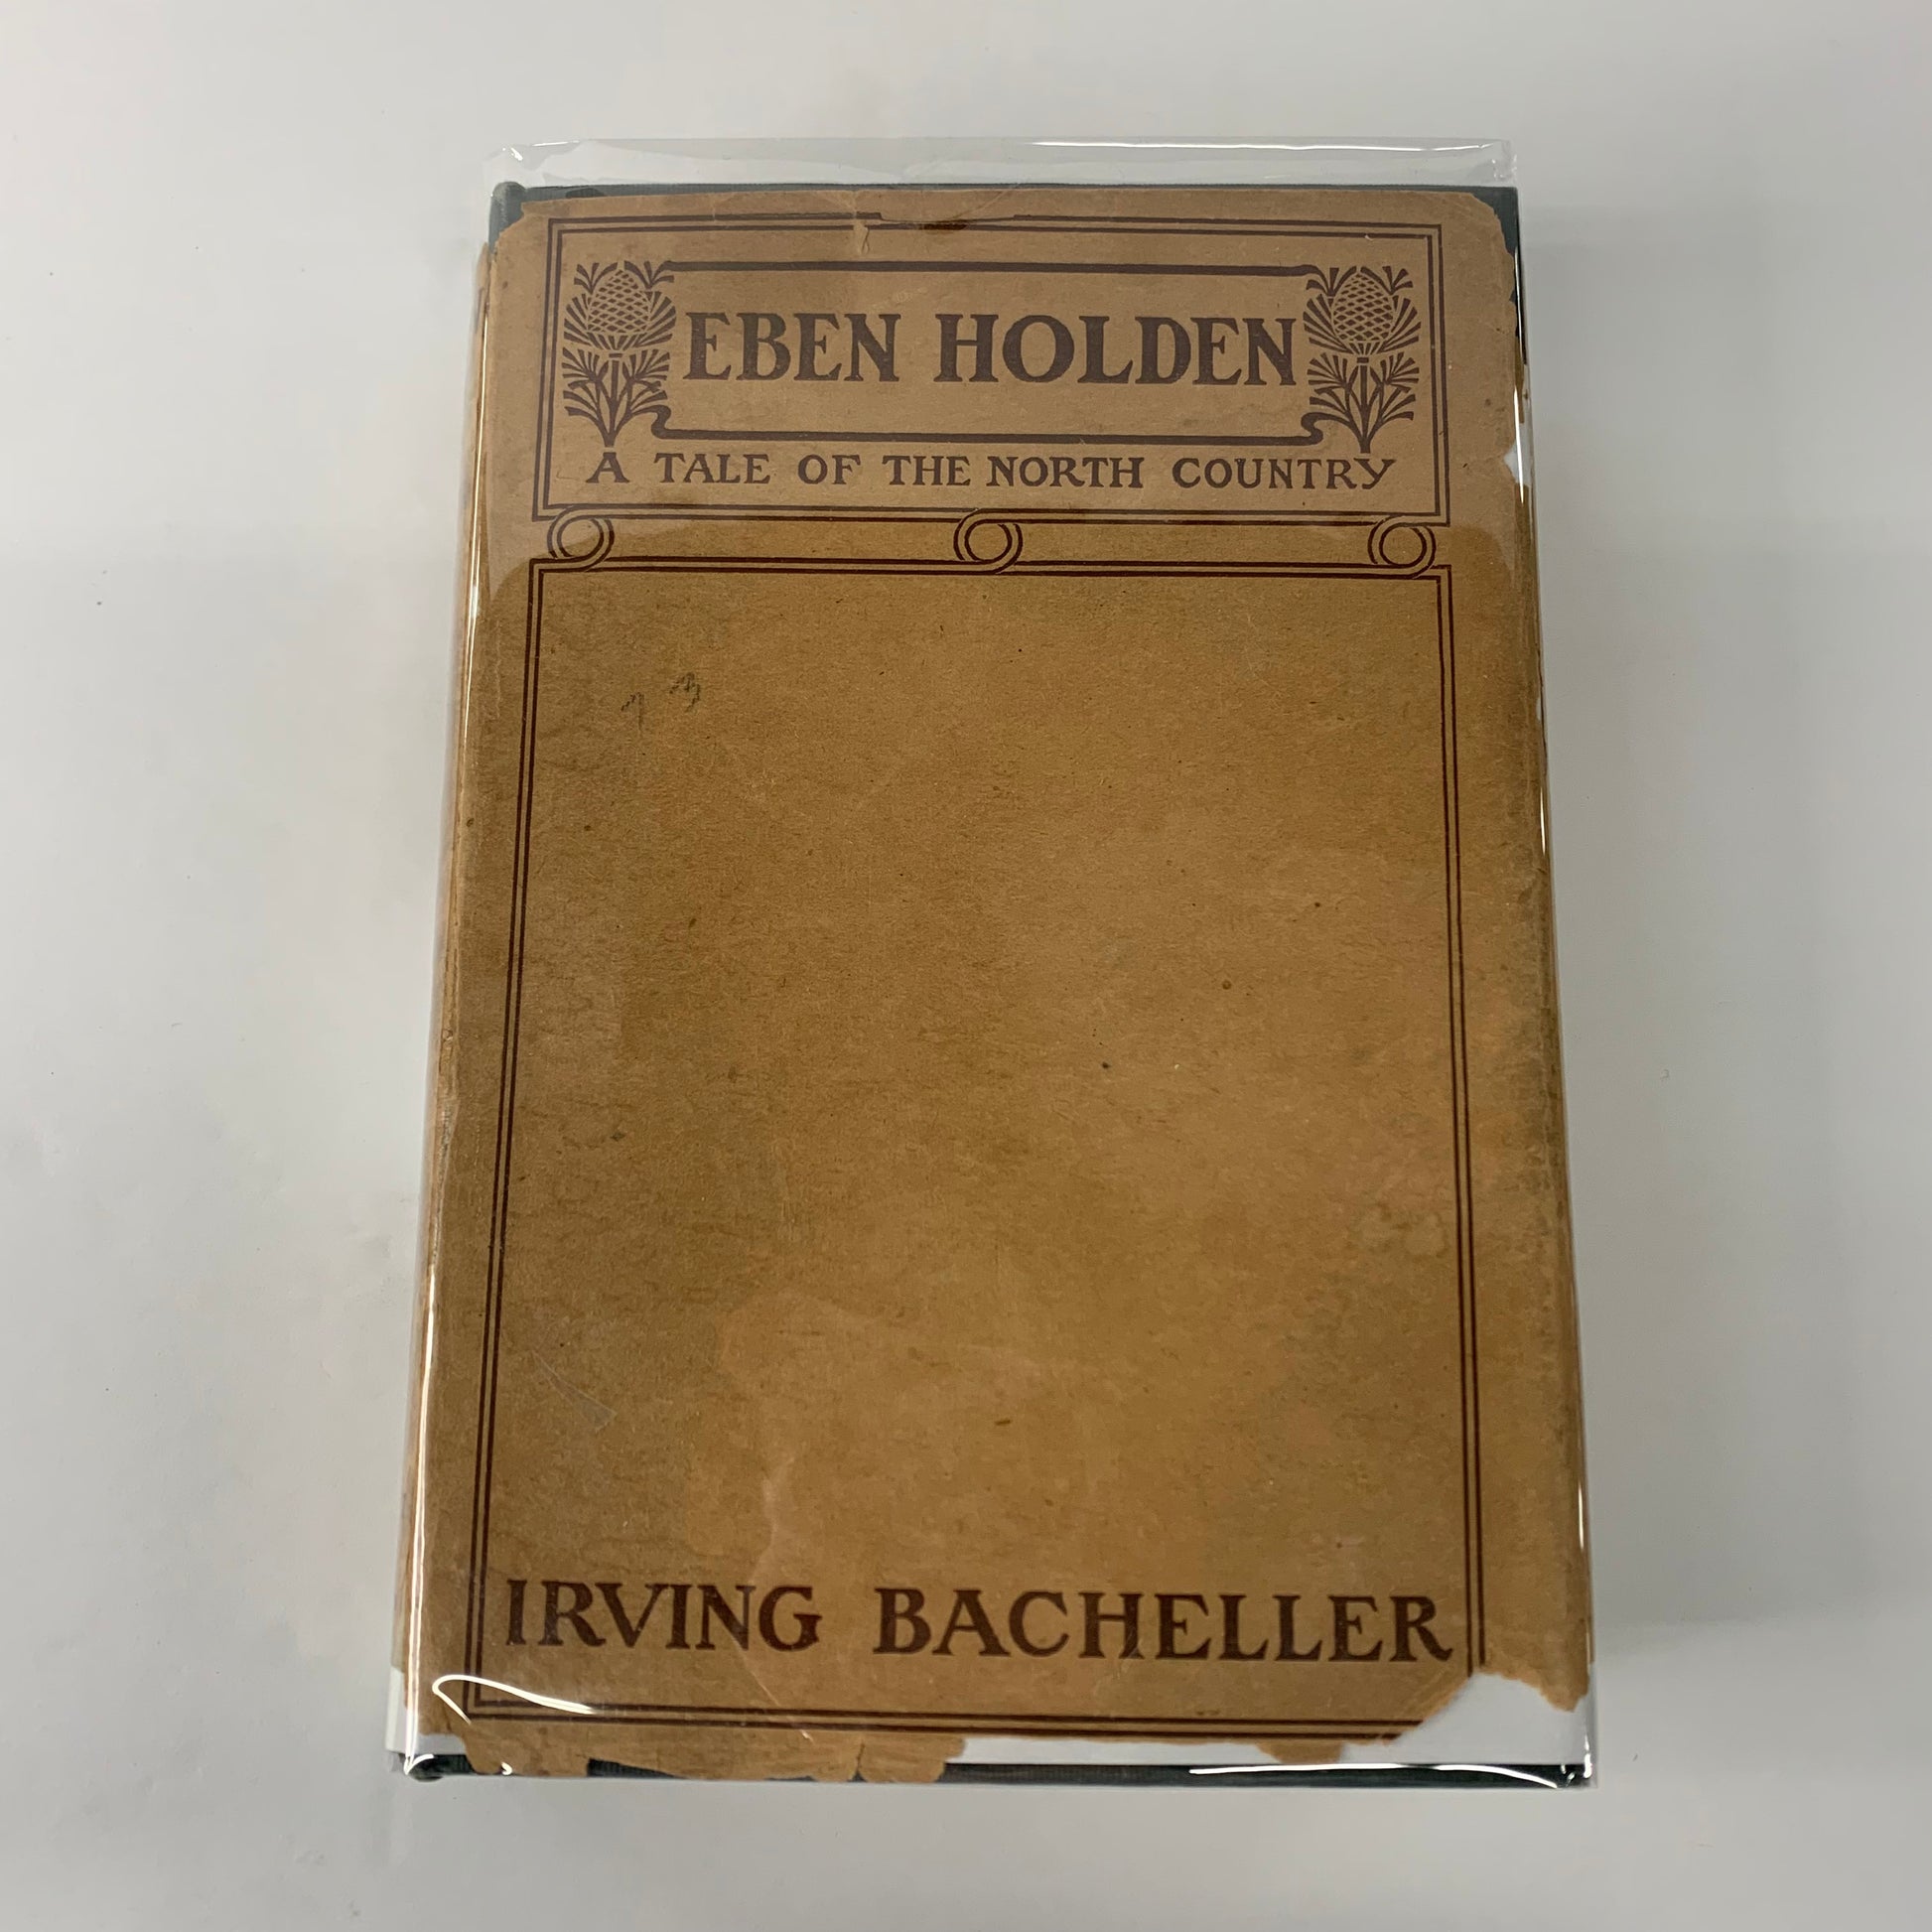 EBEN HOLDEN
A TALE OF THE NORTH COUNTRY
IRVING BACHELLER